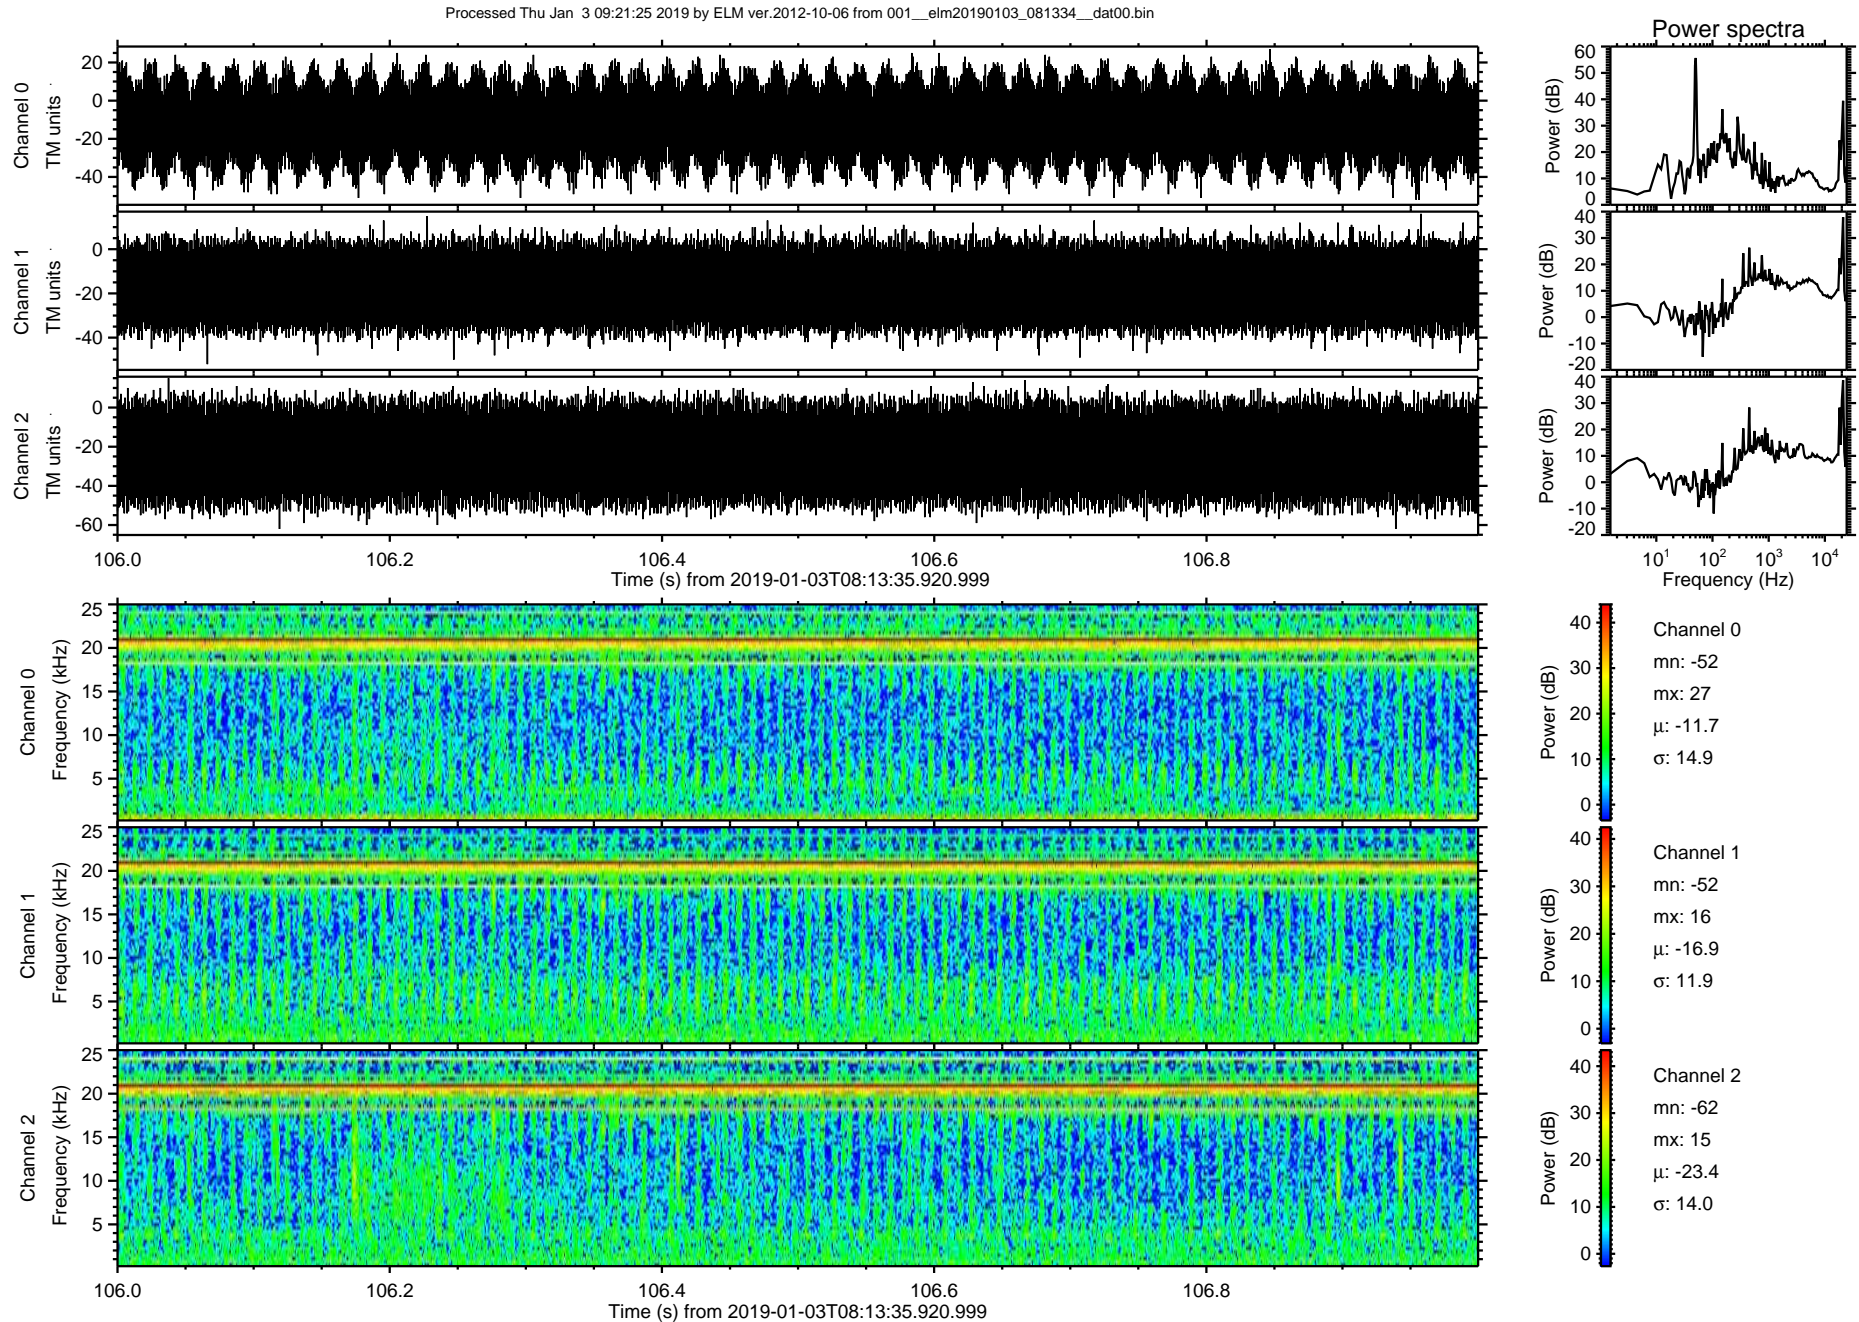 Processed Thu Jan  3 09:21:25 2019 by ELM ver.2012-10-06 from 001__elm20190103_081334__dat00.bin
Power spectra
Channel 0
TM units
20
0
-20
-40
Power (dB)
60
50
40
30
20
10
0
Channel 1
TM units
0
-20
-40
Power (dB)
40
30
20
10
0
-10
-20
Channel 2
TM units
0
-20
-40
-60
Power (dB)
40
30
20
10
0
-10
-20
106.0 106.2 106.4 106.6 106.8
Time (s) from 2019-01-03T08:13:35.920.999
10^1 10^2 10^3 10^4
Frequency (Hz)
Channel 0
Frequency (kHz)
25
20
15
10
5
Power (dB)
40
30
20
10
0
Channel 0
mn: -52
mx: 27
μ: -11.7
σ: 14.9
Channel 1
Frequency (kHz)
25
20
15
10
5
Power (dB)
40
30
20
10
0
Channel 1
mn: -52
mx: 16
μ: -16.9
σ: 11.9
Channel 2
Frequency (kHz)
25
20
15
10
5
Power (dB)
40
30
20
10
0
Channel 2
mn: -62
mx: 15
μ: -23.4
σ: 14.0
106.0 106.2 106.4 106.6 106.8
Time (s) from 2019-01-03T08:13:35.920.999